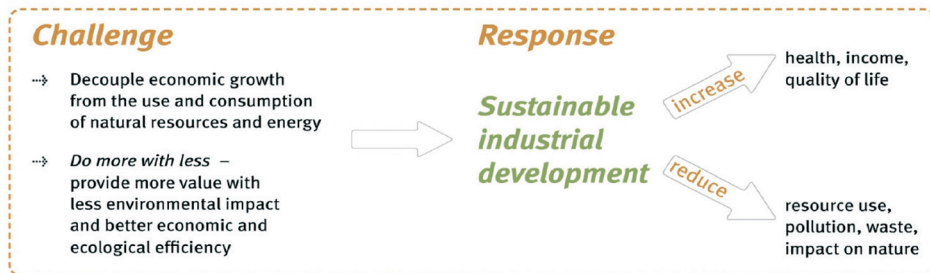 Challenge
Decouple economic growth
from the use and consumption
of natural resources and energy
Do more with less –
provide more value with
less environmental impact
and better economic and
ecological efficiency
Response
Sustainable
industrial
development
increase
health, income,
quality of life
reduce
resource use,
pollution, waste,
impact on nature